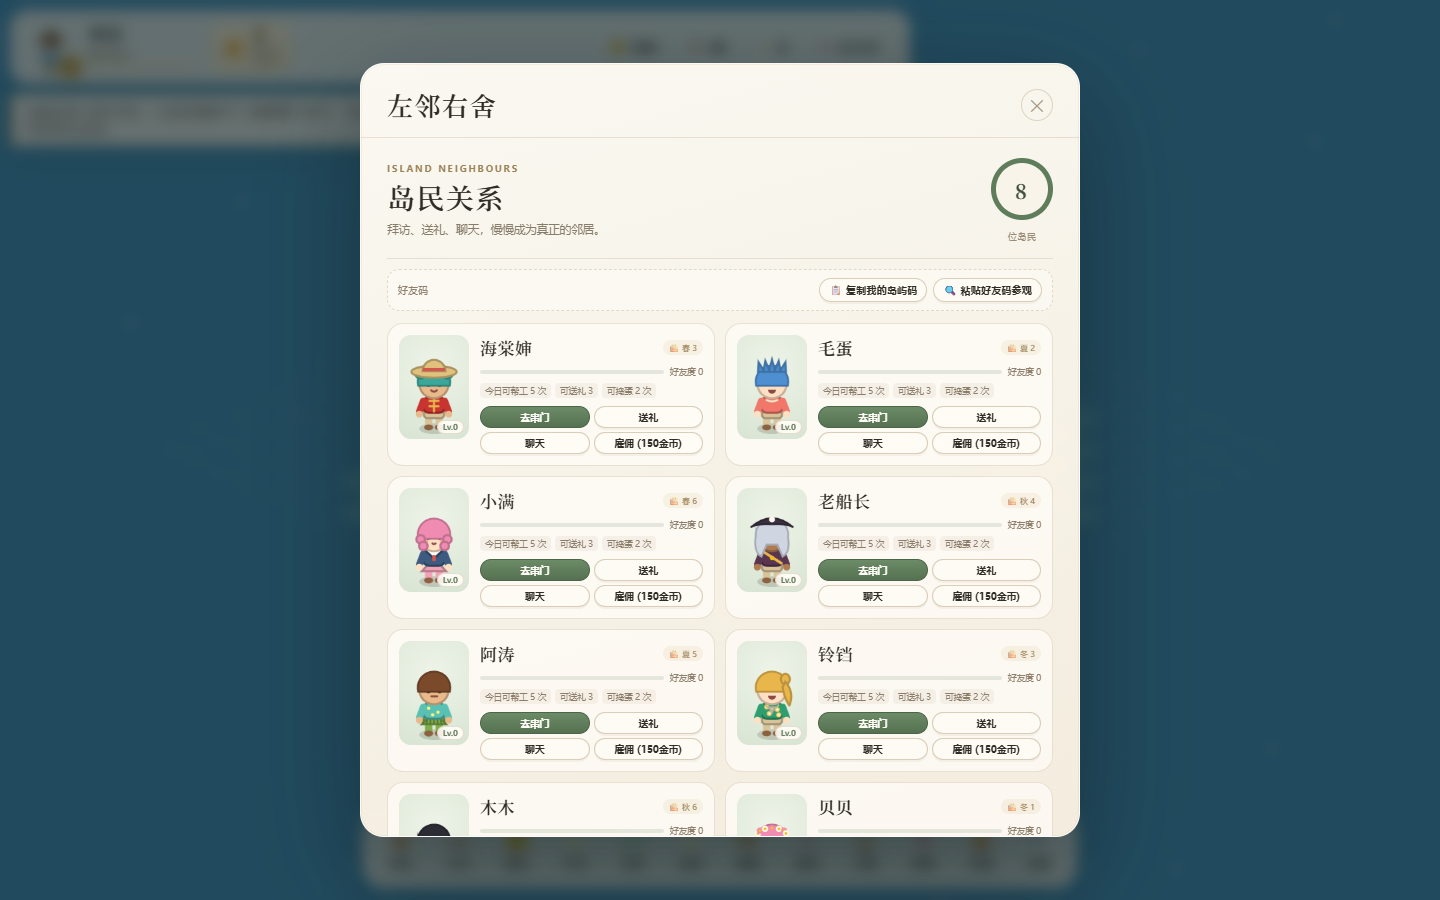 左邻右舍
ISLAND NEIGHBOURS
岛民关系
拜访、送礼、聊天，慢慢成为真正的邻居。
8
位岛民
好友码
复制我的岛屿码
粘贴好友码参观
海棠婶
春 3
好友度 0
今日可帮工 5 次 可送礼 3 可捣蛋 2 次
去串门 送礼
聊天 雇佣 (150金币)
Lv.0
毛蛋
夏 2
好友度 0
今日可帮工 5 次 可送礼 3 可捣蛋 2 次
去串门 送礼
聊天 雇佣 (150金币)
Lv.0
小满
春 6
好友度 0
今日可帮工 5 次 可送礼 3 可捣蛋 2 次
去串门 送礼
聊天 雇佣 (150金币)
Lv.0
老船长
秋 4
好友度 0
今日可帮工 5 次 可送礼 3 可捣蛋 2 次
去串门 送礼
聊天 雇佣 (150金币)
Lv.0
阿涛
夏 5
好友度 0
今日可帮工 5 次 可送礼 3 可捣蛋 2 次
去串门 送礼
聊天 雇佣 (150金币)
Lv.0
铃铛
冬 3
好友度 0
今日可帮工 5 次 可送礼 3 可捣蛋 2 次
去串门 送礼
聊天 雇佣 (150金币)
Lv.0
木木
秋 6
好友度 0
贝贝
冬 1
好友度 0